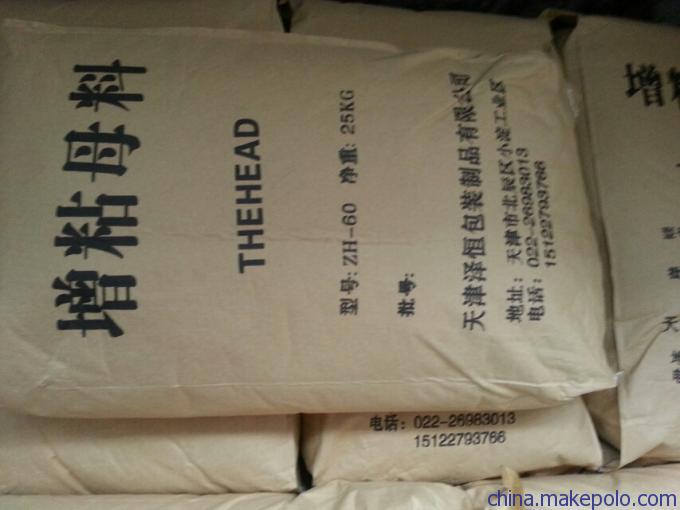 增粘母料
THEHEAD
型号: ZH-60 净重: 25KG
批号:
天津泽恒包装制品有限公司
地址: 天津市北辰区小淀工业区
电话: 022-26983013
15122793766
电话: 022-26983013
15122793766
增
天
china.makepolo.com